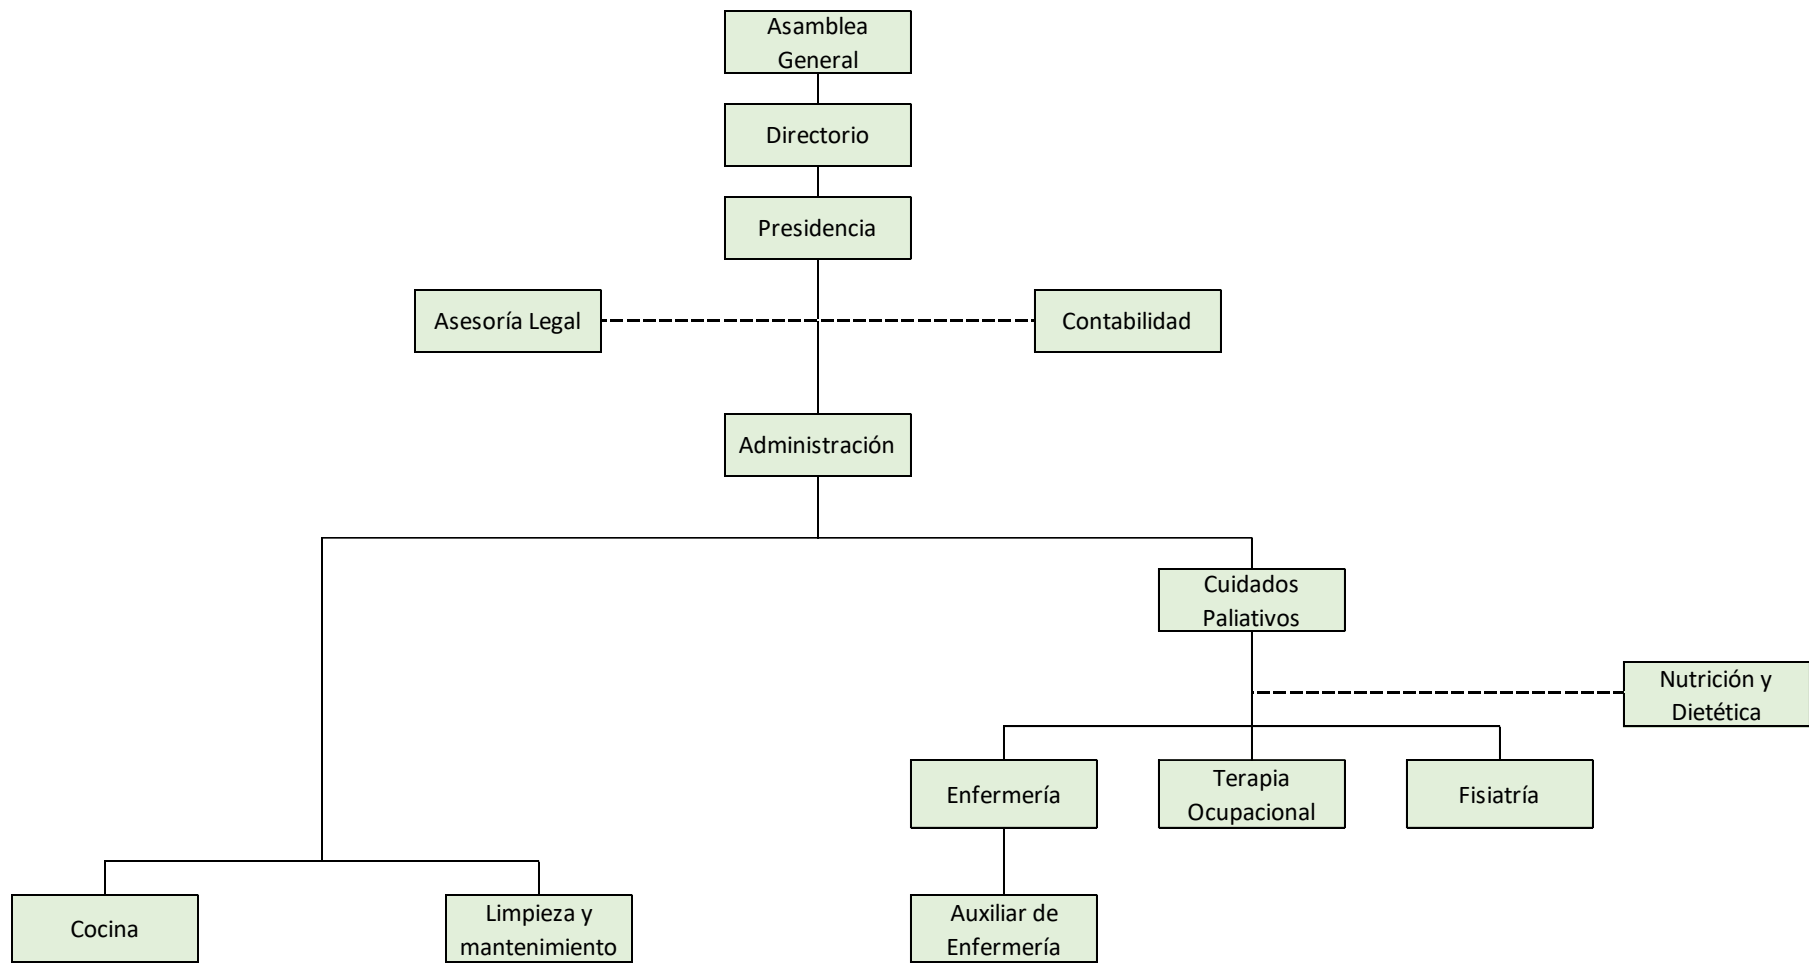 Asamblea
General
Directorio
Presidencia
Asesoría Legal
Contabilidad
Administración
Cuidados
Paliativos
Nutrición y
Dietética
Enfermería
Terapia
Ocupacional
Fisiatría
Cocina
Limpieza y
mantenimiento
Auxiliar de
Enfermería